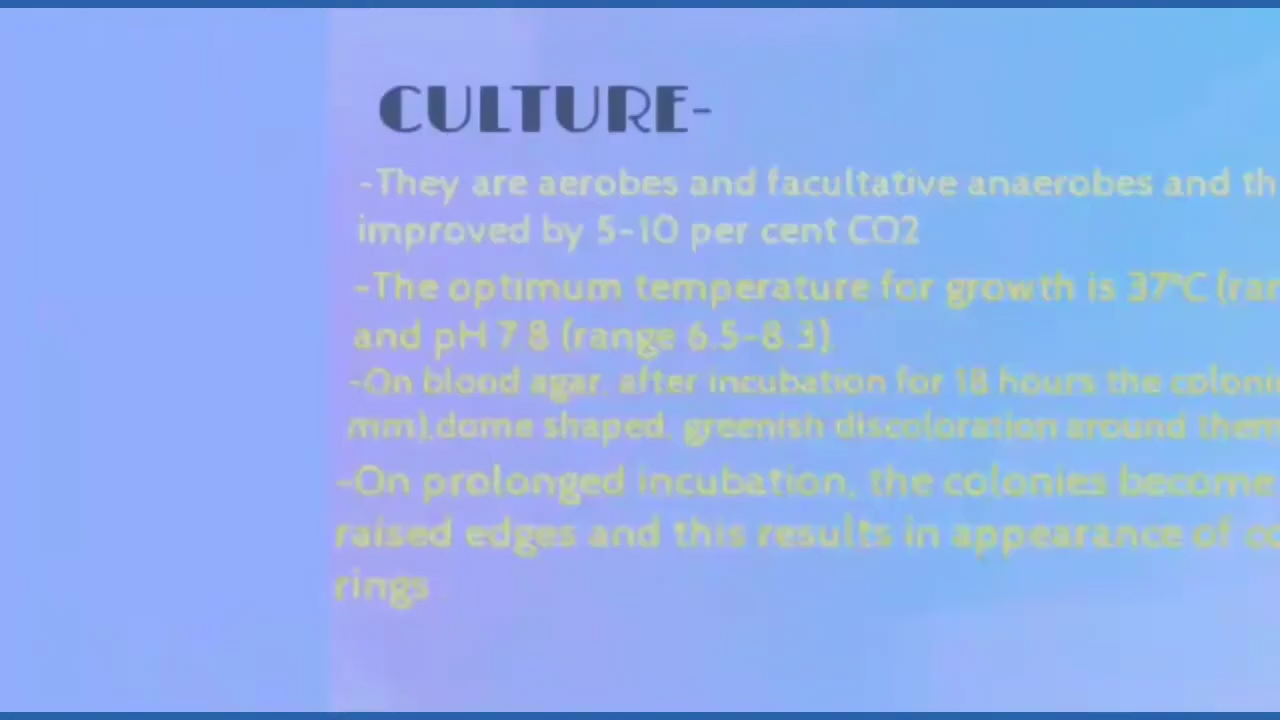 CULTURE-
-They are aerobes and facultative anaerobes and th
improved by 5-10 per cent CO2
-The optimum temperature for growth is 37°C (ran
and pH 7.8 (range 6.5-8.3).
-On blood agar, after incubation for 18 hours the coloni
mm),dome shaped, greenish discoloration around them
-On prolonged incubation, the colonies become
raised edges and this results in appearance of co
rings